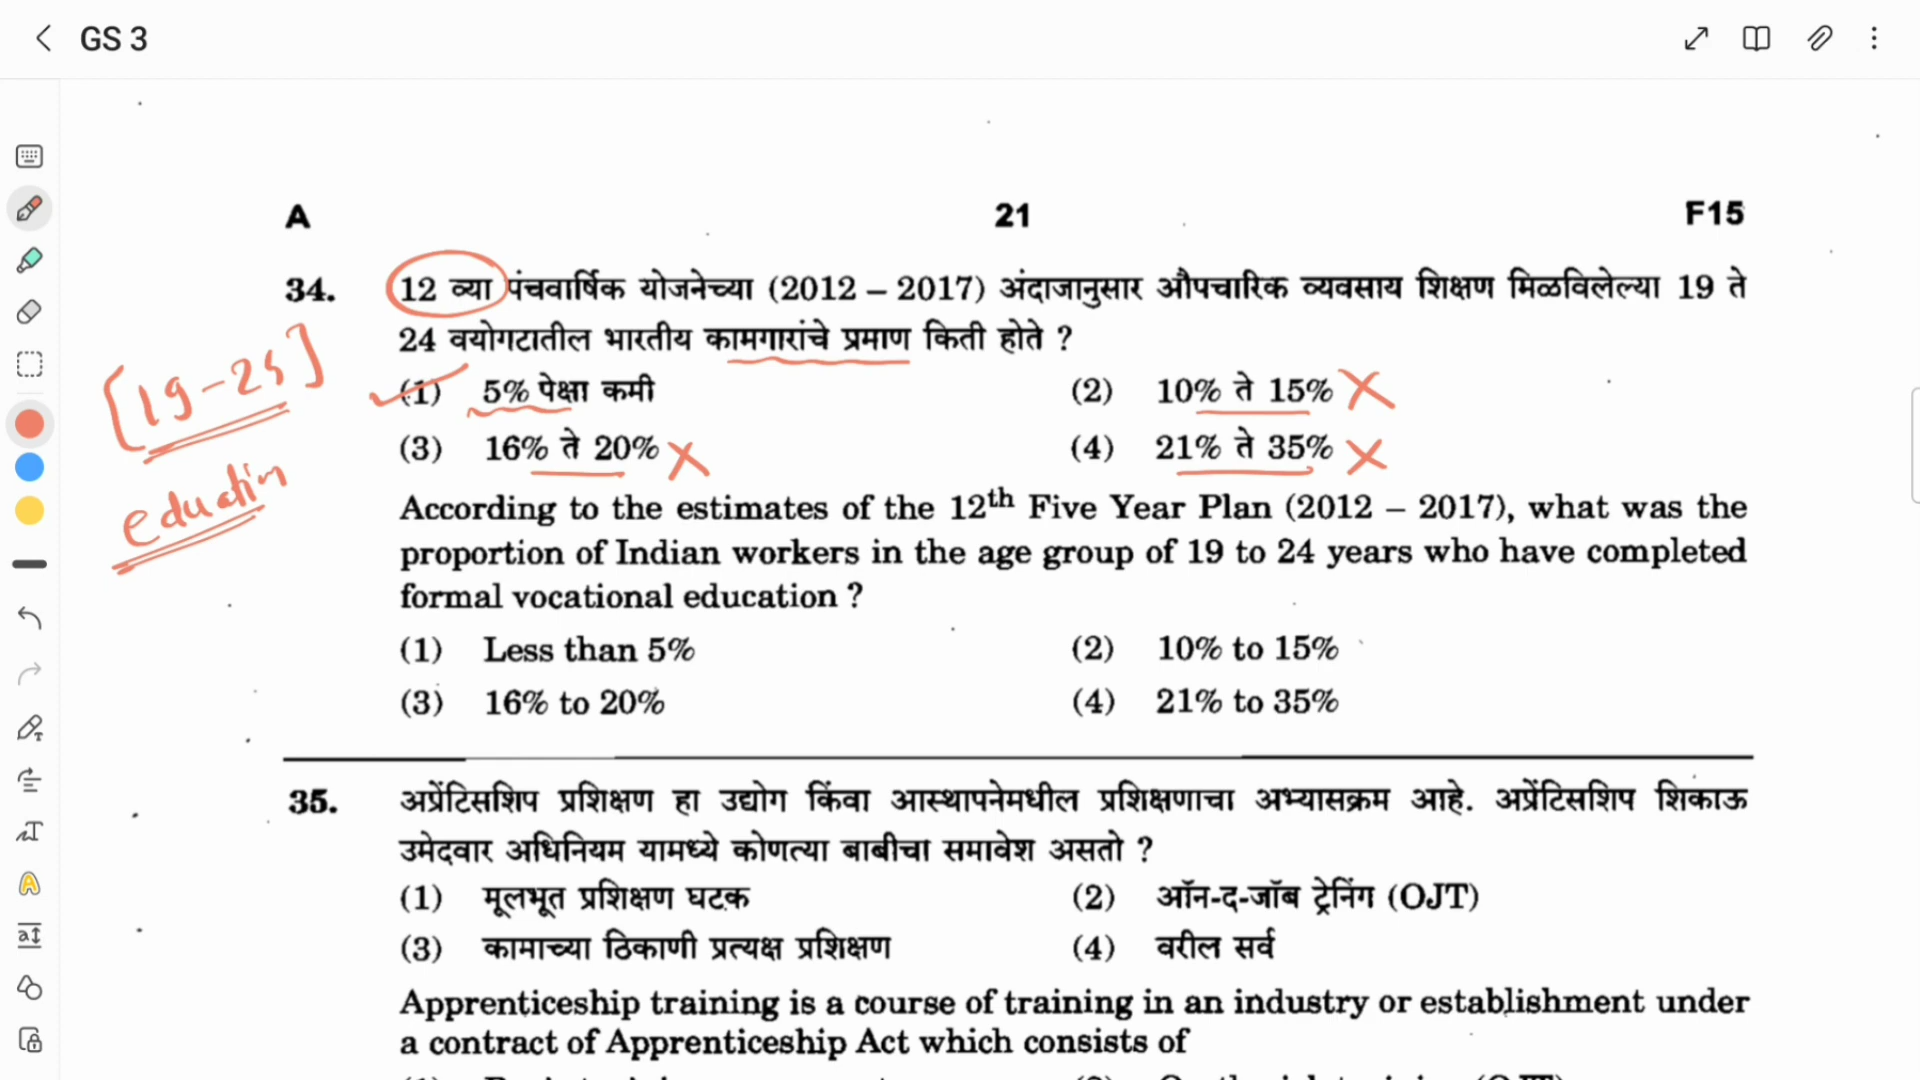 GS 3
A 21 F15
34. 12 व्या पंचवार्षिक योजनेच्या (2012 – 2017) अंदाजानुसार औपचारिक व्यवसाय शिक्षण मिळविलेल्या 19 ते
24 वयोगटातील भारतीय कामगारांचे प्रमाण किती होते ?
[19-25]
(1) 5% पेक्षा कमी (2) 10% ते 15%
(3) 16% ते 20% (4) 21% ते 35%
According to the estimates of the 12th Five Year Plan (2012 – 2017), what was the
proportion of Indian workers in the age group of 19 to 24 years who have completed
formal vocational education ?
(1) Less than 5% (2) 10% to 15%
(3) 16% to 20% (4) 21% to 35%
35. अप्रेंटिसशिप प्रशिक्षण हा उद्योग किंवा आस्थापनेमधील प्रशिक्षणाचा अभ्यासक्रम आहे. अप्रेंटिसशिप शिकाऊ
उमेदवार अधिनियम यामध्ये कोणत्या बाबीचा समावेश असतो ?
(1) मूलभूत प्रशिक्षण घटक (2) ऑन-द-जॉब ट्रेनिंग (OJT)
(3) कामाच्या ठिकाणी प्रत्यक्ष प्रशिक्षण (4) वरील सर्व
Apprenticeship training is a course of training in an industry or establishment under
a contract of Apprenticeship Act which consists of